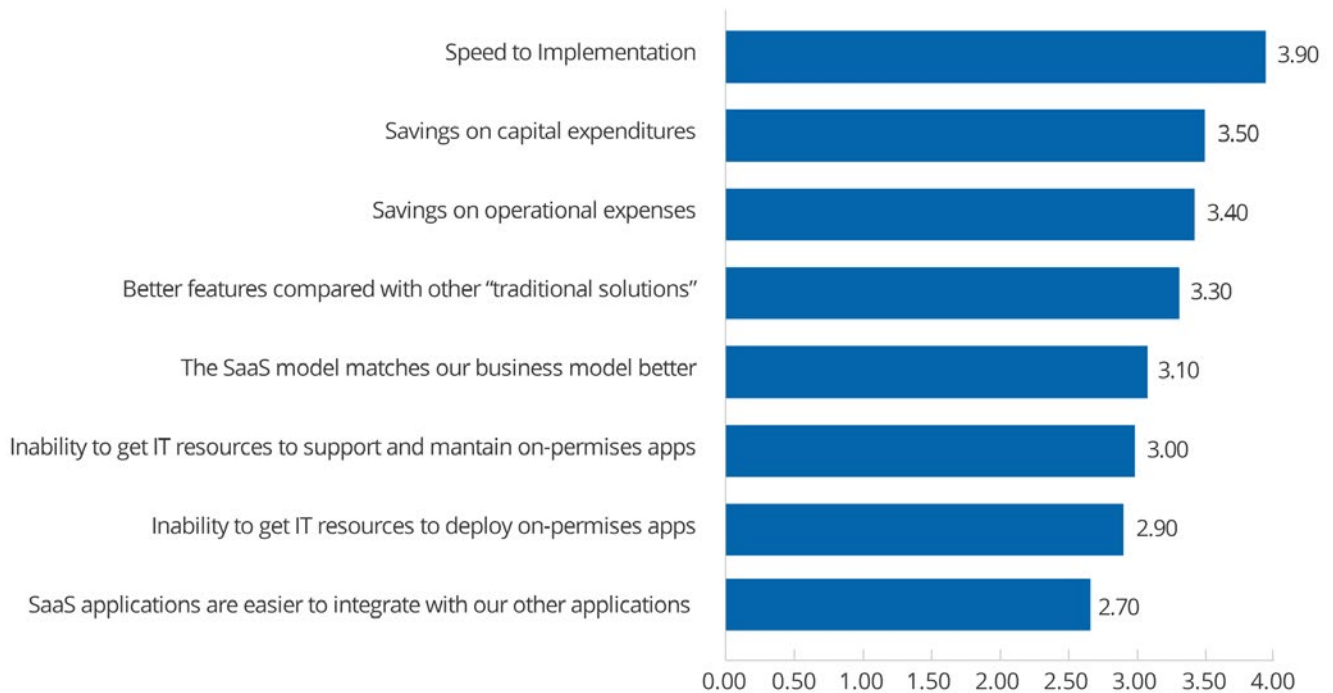 Speed to Implementation 3.90
Savings on capital expenditures 3.50
Savings on operational expenses 3.40
Better features compared with other “traditional solutions” 3.30
The SaaS model matches our business model better 3.10
Inability to get IT resources to support and mantain on-permises apps 3.00
Inability to get IT resources to deploy on-permises apps 2.90
SaaS applications are easier to integrate with our other applications 2.70
0.00 0.50 1.00 1.50 2.00 2.50 3.00 3.50 4.00